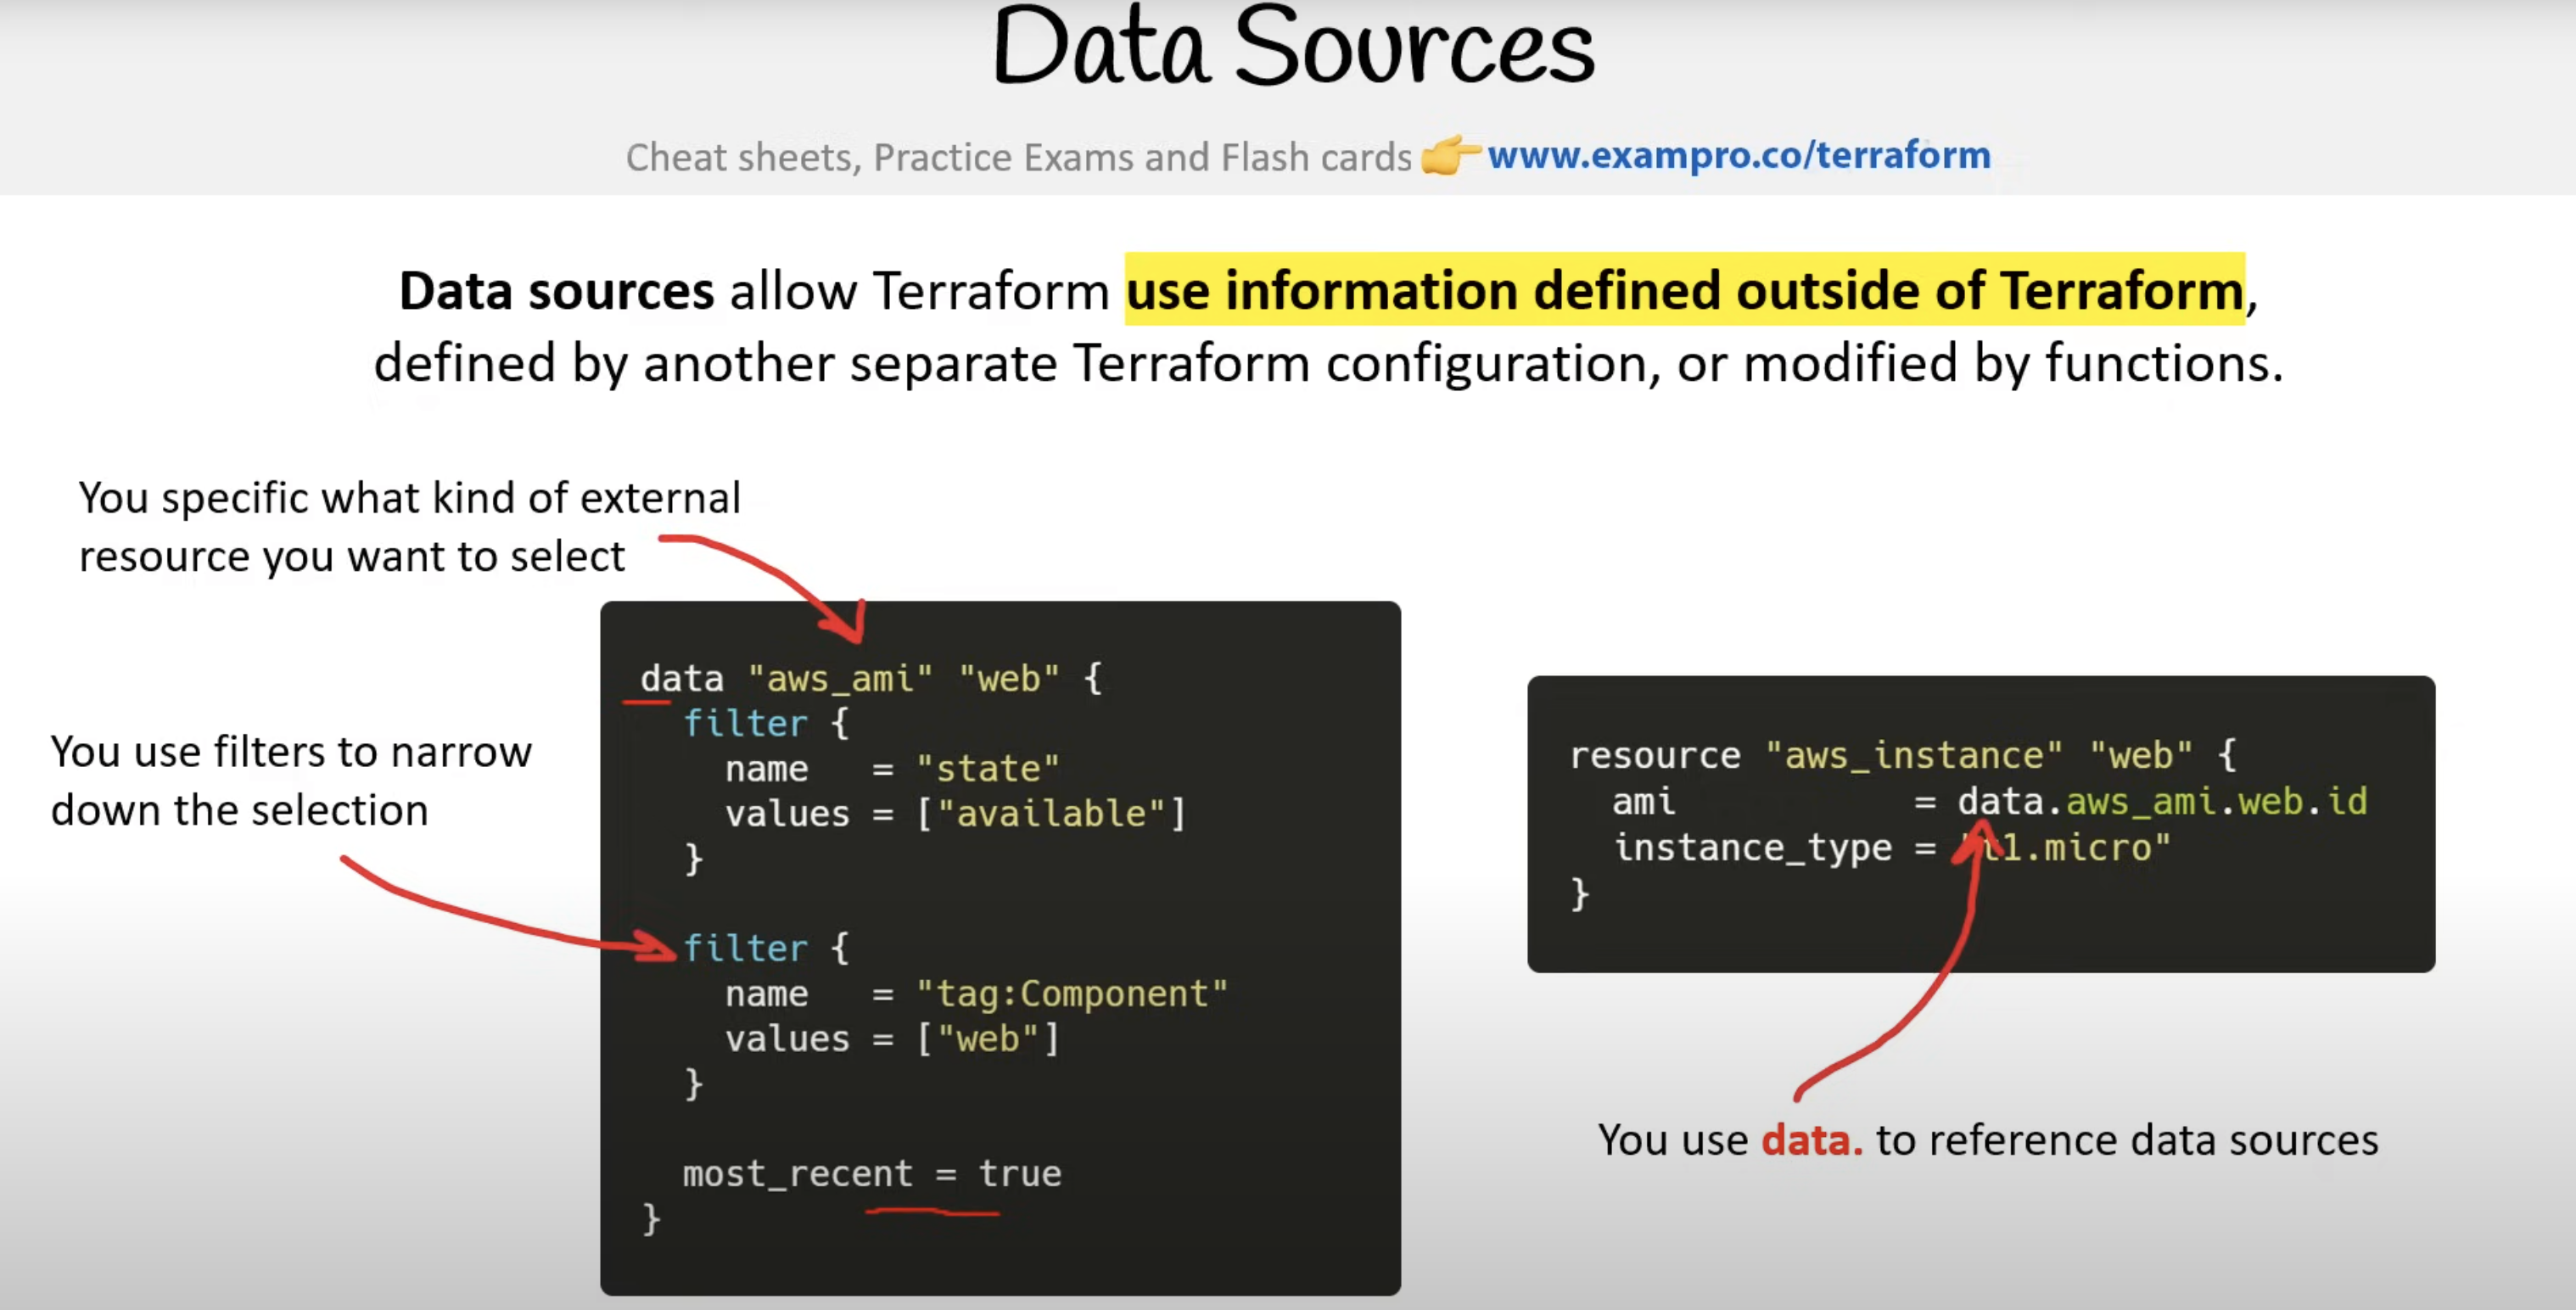 Data Sources
Cheat sheets, Practice Exams and Flash cards 👉 www.exampro.co/terraform
Data sources allow Terraform use information defined outside of Terraform,
defined by another separate Terraform configuration, or modified by functions.
You specific what kind of external
resource you want to select
You use filters to narrow
down the selection
data "aws_ami" "web" {
  filter {
    name   = "state"
    values = ["available"]
  }
  filter {
    name   = "tag:Component"
    values = ["web"]
  }
  most_recent = true
}
resource "aws_instance" "web" {
  ami           = data.aws_ami.web.id
  instance_type = "t1.micro"
}
You use data. to reference data sources